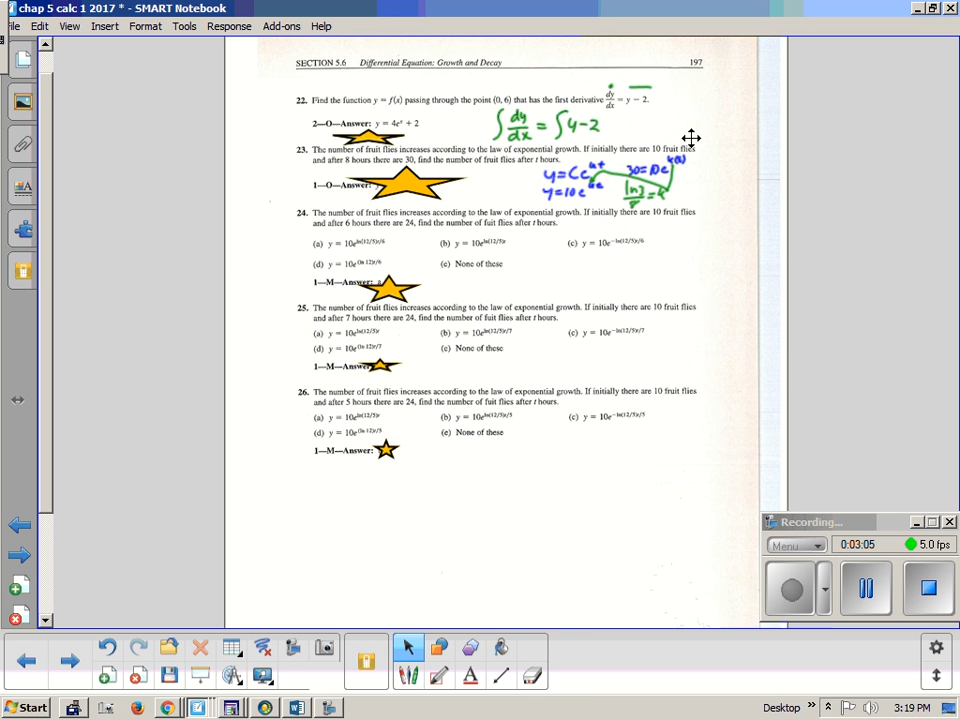 chap 5 calc 1 2017 * - SMART Notebook
File Edit View Insert Format Tools Response Add-ons Help
SECTION 5.6 Differential Equation: Growth and Decay 197
22. Find the function y = f(x) passing through the point (0, 6) that has the first derivative dy/dx = y − 2.
2—O—Answer: y = 4eˣ + 2
∫ dy/dx = ∫ y − 2
23. The number of fruit flies increases according to the law of exponential growth. If initially there are 10 fruit flies
and after 8 hours there are 30, find the number of fruit flies after t hours.
1—O—Answer:
y = Ce^kt 30 = 10e^k(8)
y = 10e ln3/8 = k
24. The number of fruit flies increases according to the law of exponential growth. If initially there are 10 fruit flies
and after 6 hours there are 24, find the number of fuit flies after t hours.
(a) y = 10e^ln(12/5)t/6 (b) y = 10e^ln(12/5)t (c) y = 10e^−ln(12/5)t/6
(d) y = 10e^(ln 12)t/6 (e) None of these
1—M—Answer: a
25. The number of fruit flies increases according to the law of exponential growth. If initially there are 10 fruit flies
and after 7 hours there are 24, find the number of fuit flies after t hours.
(a) y = 10e^ln(12/5)t (b) y = 10e^ln(12/5)t/7 (c) y = 10e^−ln(12/5)t/7
(d) y = 10e^(ln 12)t/7 (e) None of these
1—M—Answer:
26. The number of fruit flies increases according to the law of exponential growth. If initially there are 10 fruit flies
and after 5 hours there are 24, find the number of fuit flies after t hours.
(a) y = 10e^ln(12/5)t (b) y = 10e^ln(12/5)t/5 (c) y = 10e^−ln(12/5)t/5
(d) y = 10e^(ln 12)t/5 (e) None of these
1—M—Answer:
Recording...
Menu 0:03:05 5.0 fps
Start Desktop 3:19 PM